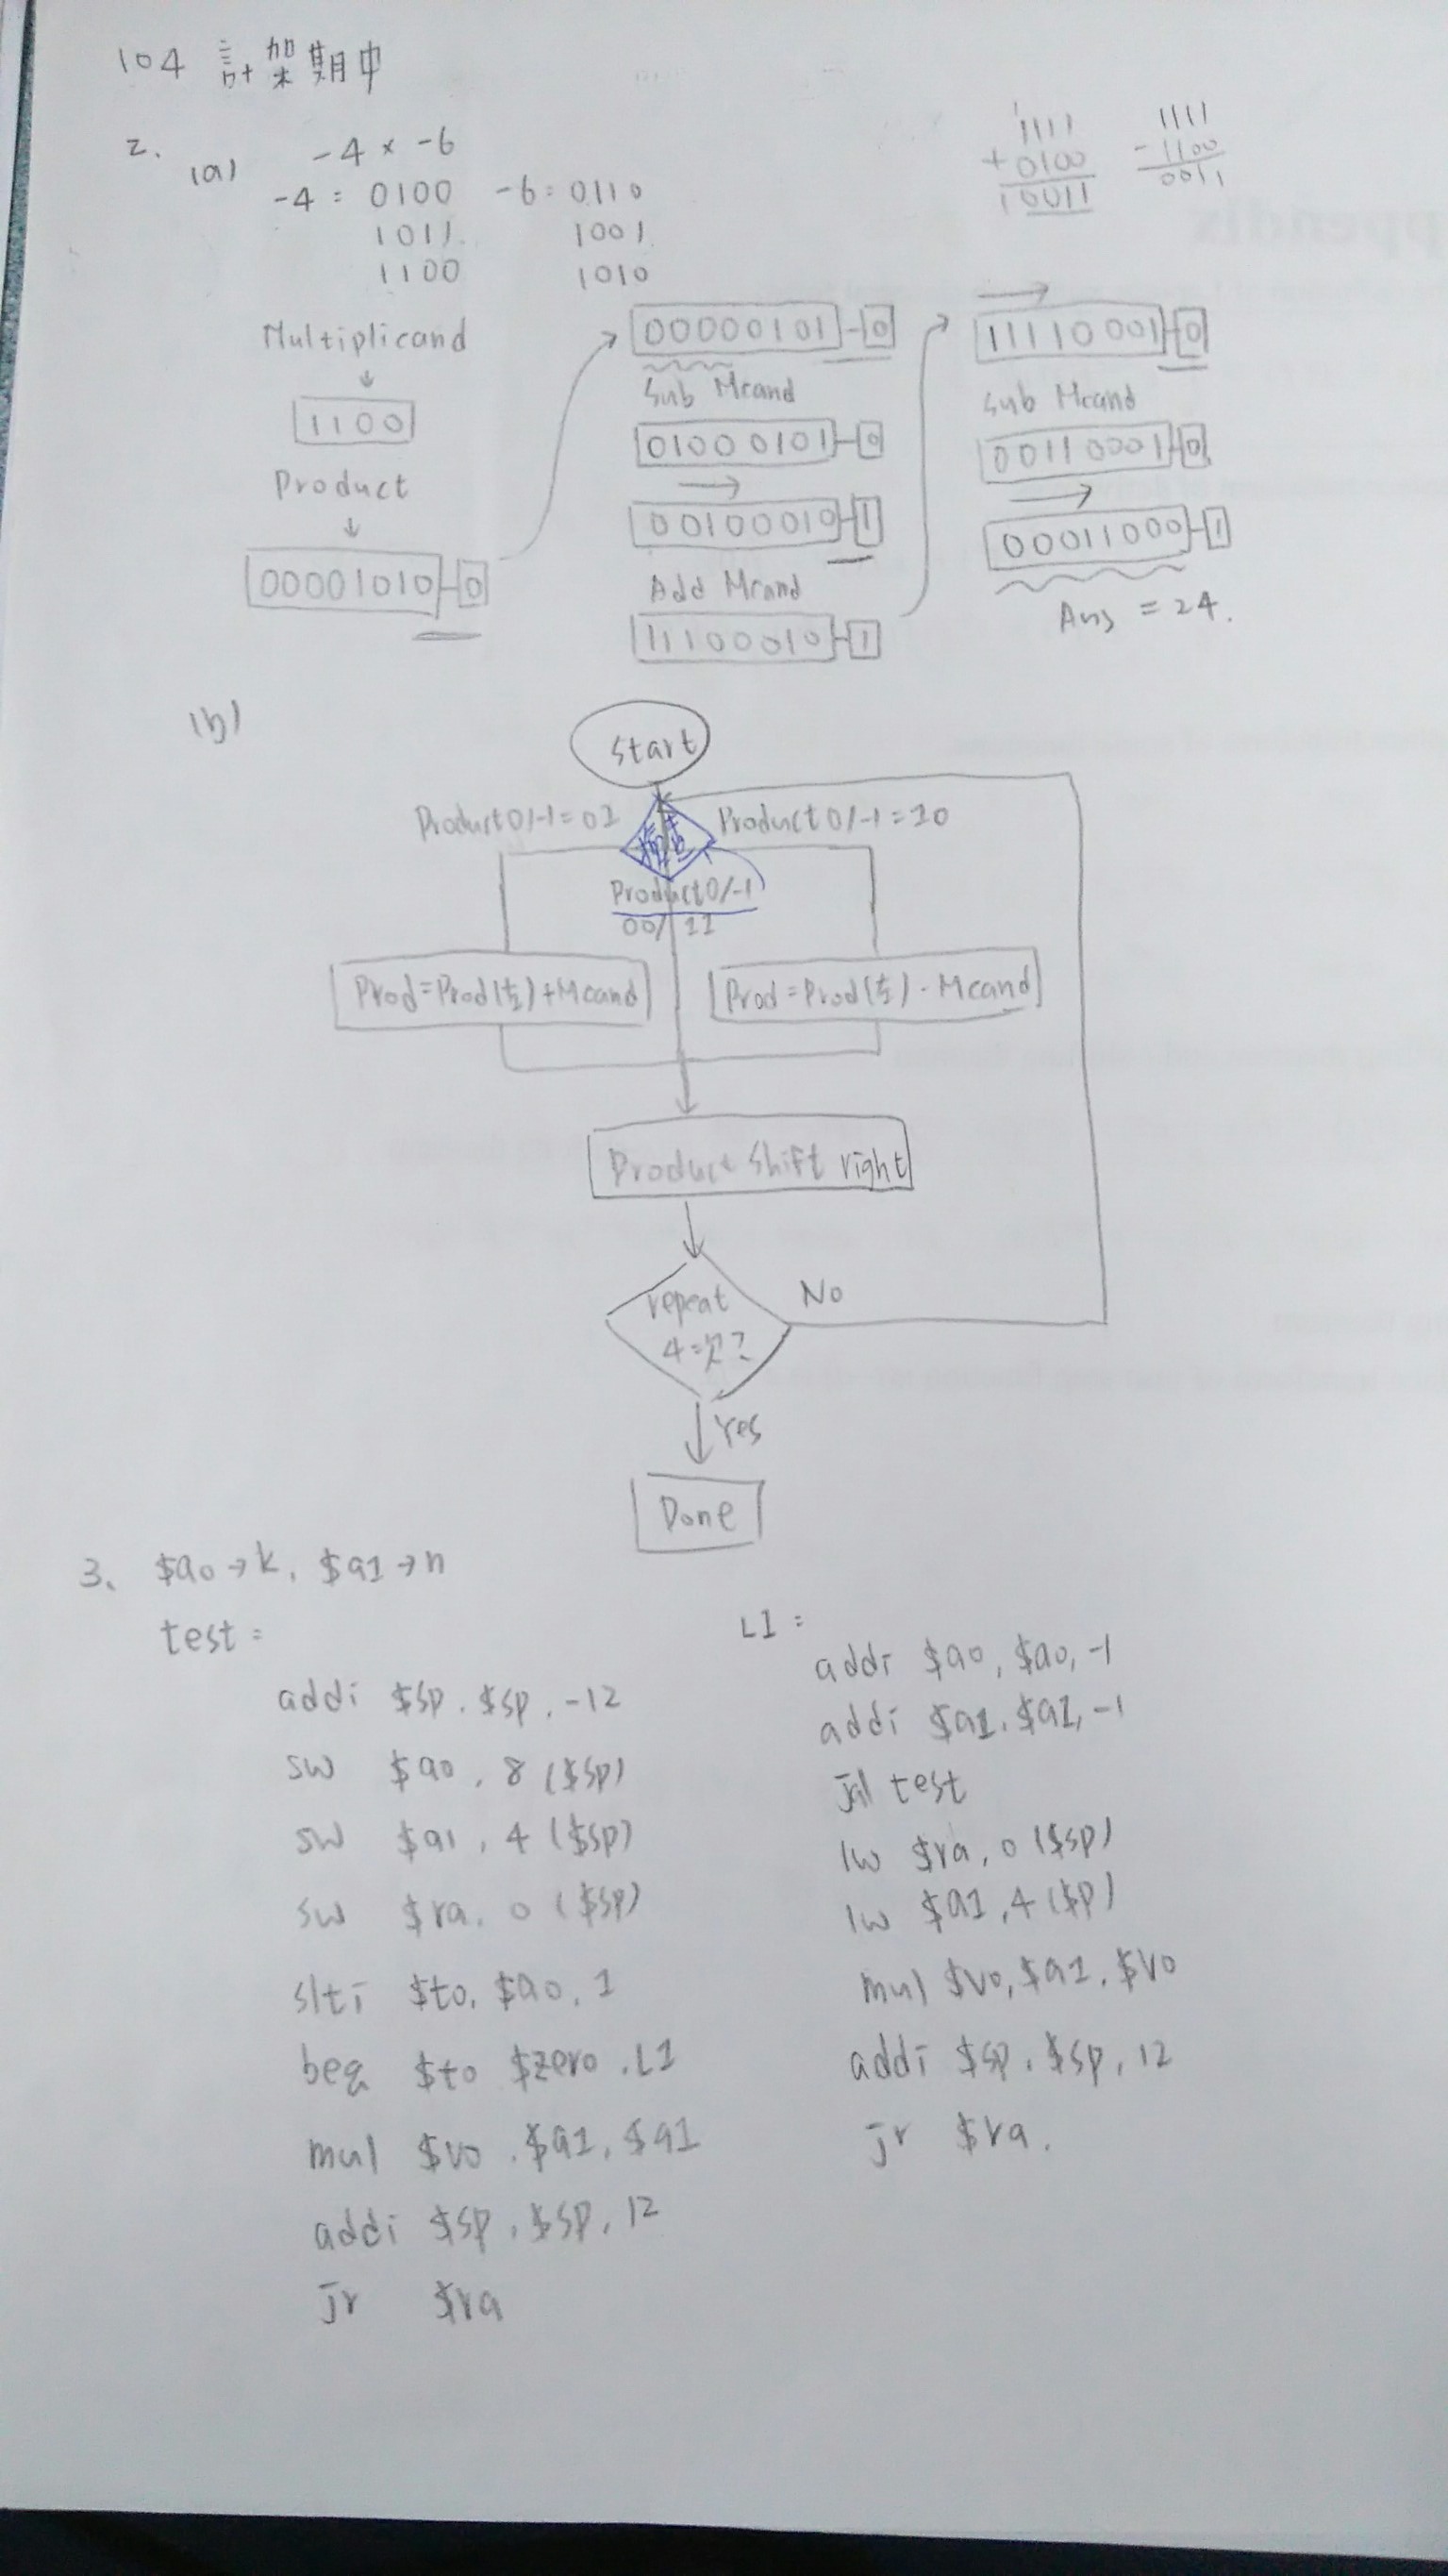 104 計架期中
2.
(a) -4 × -6
-4 = 0100 -6 = 0110
1011 1001
1100 1010
1111
+ 0100
10011
1111
- 1100
0011
Multiplicand
↓
1100
Product
↓
00001010 - 0
00000101 - 0
Sub Mcand
01000101 - 0
→
00100010 - 1
Add Mcand
11100010 - 1
→
11110001 - 0
Sub Mcand
00110001 - 0
→
00011000 - 1
Ans = 24.
(b)
Start
Product0/-1=01
Product0/-1=10
Product0/-1
00/11
Prod=Prod(左)+Mcand
Prod=Prod(左)-Mcand
Product Shift right
repeat
4次?
No
Yes
Done
3、 $a0→k, $a1→n
test:
addi $sp, $sp, -12
sw $a0, 8($sp)
sw $a1, 4($sp)
sw $ra, 0($sp)
slti $t0, $a0, 1
beq $t0 $zero, L1
mul $v0, $a1, $a1
addi $sp, $sp, 12
jr $ra
L1:
addi $a0, $a0, -1
addi $a1, $a1, -1
jal test
lw $ra, 0($sp)
lw $a1, 4($p)
mul $v0, $a1, $v0
addi $sp, $sp, 12
jr $ra.